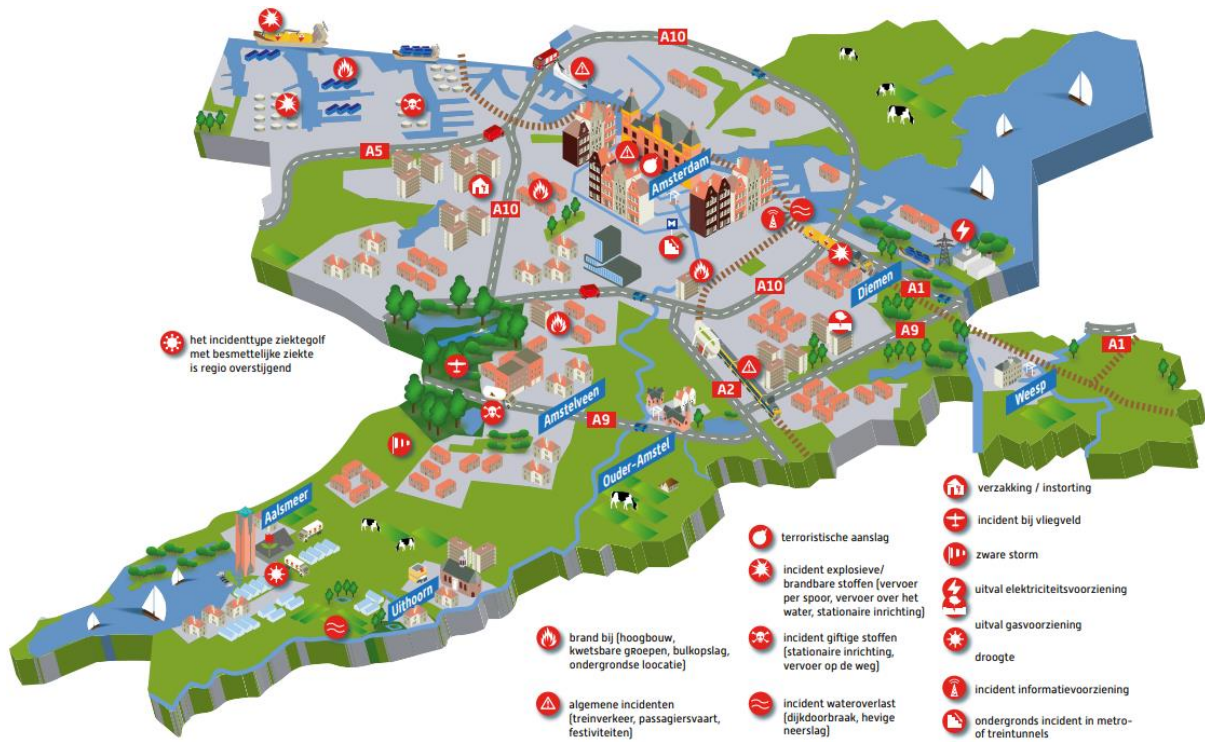 A10
A5
Amsterdam
A10
A10
Diemen
A1
A9
A1
het incidenttype ziektegolf
met besmettelijke ziekte
is regio overstijgend
A2
Weesp
Amstelveen
A9
Ouder-Amstel
Aalsmeer
Uithoorn
brand bij (hoogbouw,
kwetsbare groepen, bulkopslag,
ondergrondse loocatie)
algemene incidenten
(treinverkeer, passagiersvaart,
festiviteiten)
terroristische aanslag
incident explosieve/
brandbare stoffen (vervoer
per spoor, vervoer over het
water, stationaire inrichting)
incident giftige stoffen
(stationaire inrichting,
vervoer op de weg)
incident wateroverlast
(dijkdoorbraak, hevige
neerslag)
verzakking / instorting
incident bij vliegveld
zware storm
uitval elektriciteitsvoorziening
uitval gasvoorziening
droogte
incident informatievoorziening
ondergronds incident in metro-
of treintunnels